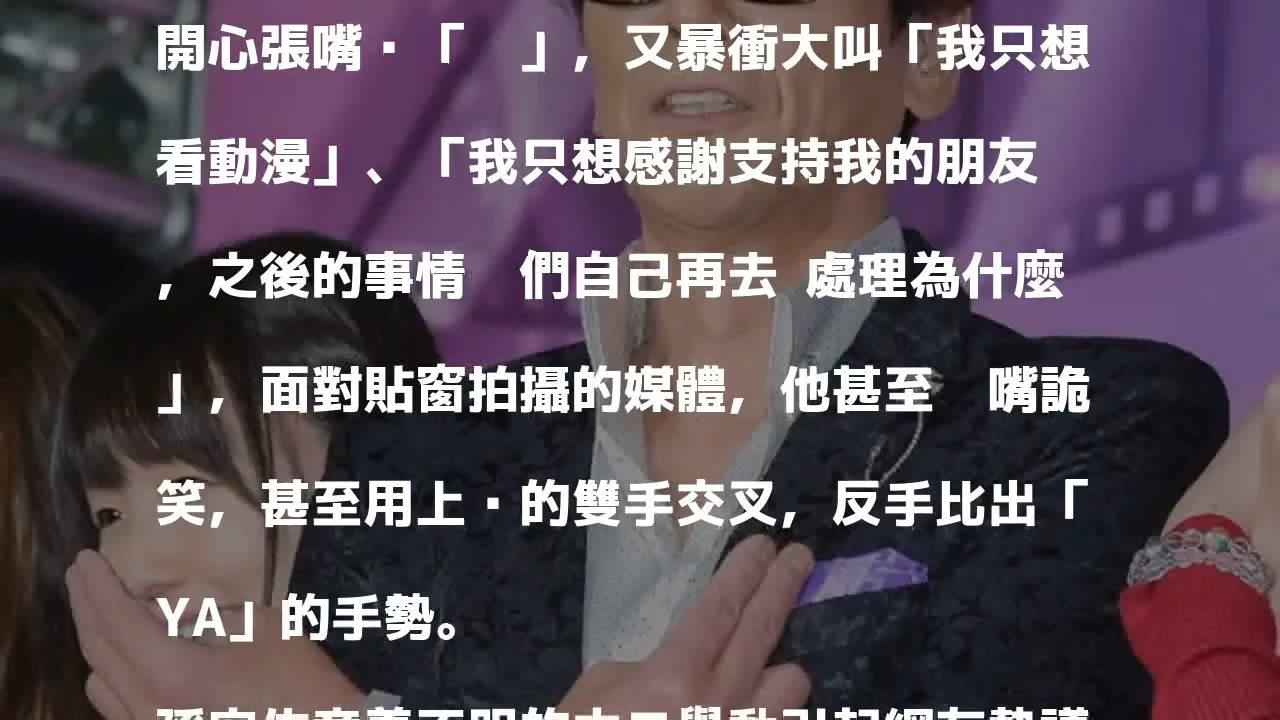 開心張嘴·「　」，又暴衝大叫「我只想
看動漫」、「我只想感謝支持我的朋友
，之後的事情　們自己再去 處理為什麼
」，面對貼窗拍攝的媒體，他甚至　嘴詭
笑，甚至用上·的雙手交叉，反手比出「
YA」的手勢。